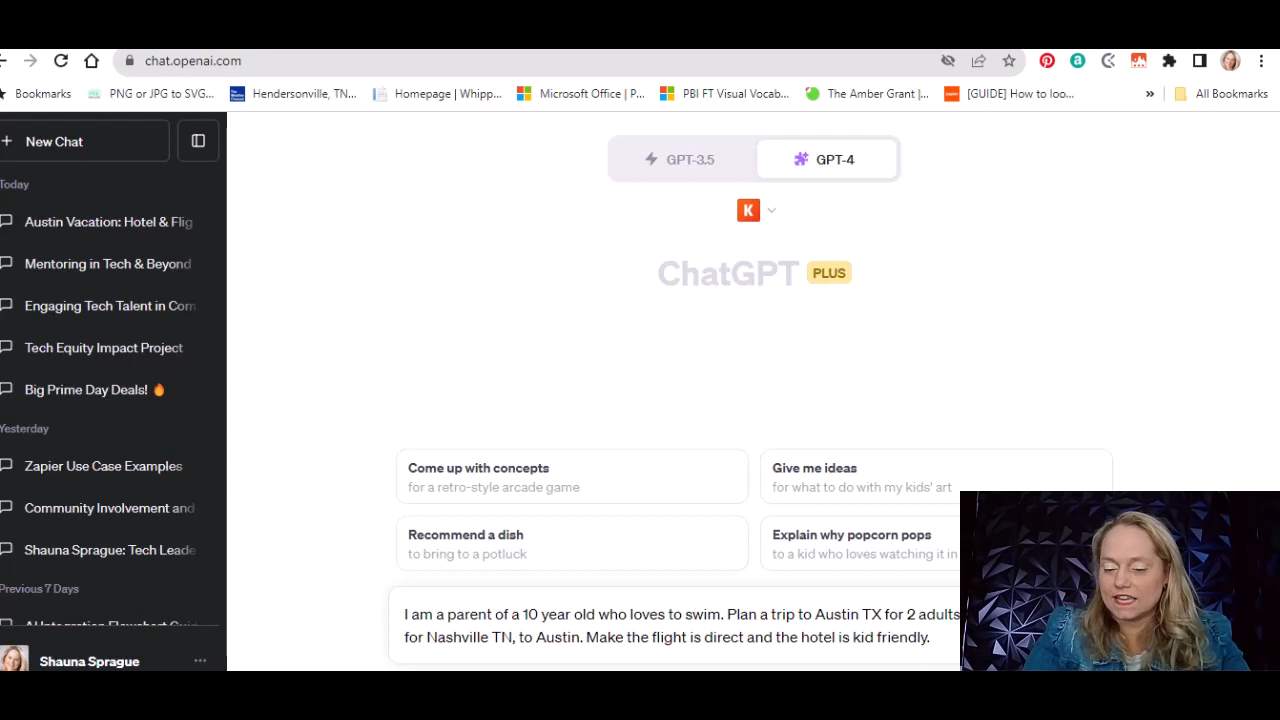 chat.openai.com
Bookmarks
PNG or JPG to SVG...
Hendersonville, TN...
Homepage | Whipp...
Microsoft Office | P...
PBI FT Visual Vocab...
The Amber Grant |...
[GUIDE] How to loo...
»
All Bookmarks
+ New Chat
GPT-3.5
GPT-4
K
ChatGPT PLUS
Today
Austin Vacation: Hotel & Flig
Mentoring in Tech & Beyond
Engaging Tech Talent in Com
Tech Equity Impact Project
Big Prime Day Deals! 🔥
Yesterday
Zapier Use Case Examples
Community Involvement and
Shauna Sprague: Tech Leade
Previous 7 Days
Shauna Sprague
Come up with concepts
for a retro-style arcade game
Give me ideas
for what to do with my kids' art
Recommend a dish
to bring to a potluck
Explain why popcorn pops
to a kid who loves watching it in
I am a parent of a 10 year old who loves to swim. Plan a trip to Austin TX for 2 adults
for Nashville TN, to Austin. Make the flight is direct and the hotel is kid friendly.